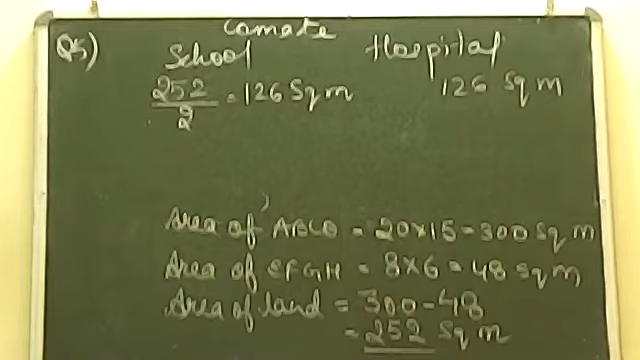 Comate
Q5)
School Hospital
252/2 = 126 Sq m 126 Sq m
Area of ABCD = 20×15 = 300 Sq m
Area of EFGH = 8×6 = 48 Sq m
Area of land = 300-48
= 252 Sq m